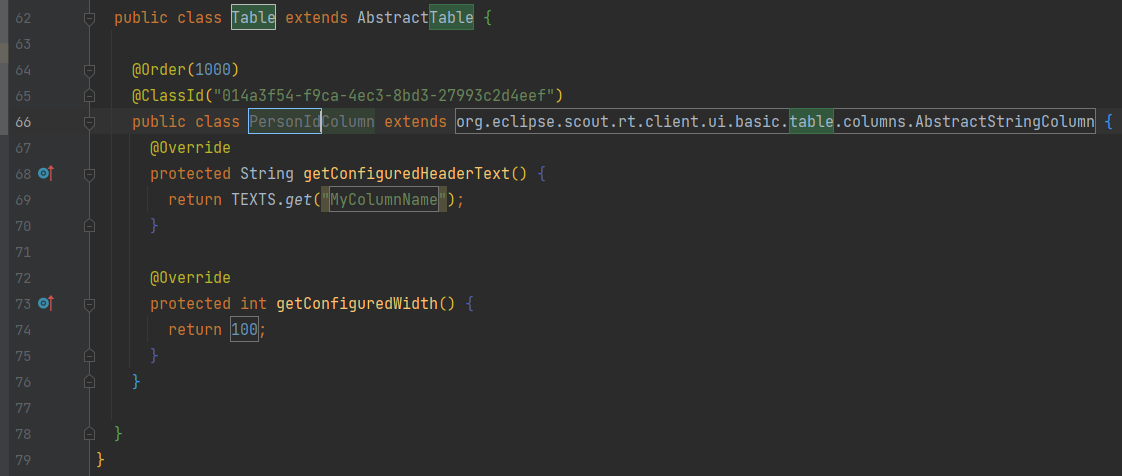 62 public class Table extends AbstractTable {
63
64 @Order(1000)
65 @ClassId("014a3f54-f9ca-4ec3-8bd3-27993c2d4eef")
66 public class PersonIdColumn extends org.eclipse.scout.rt.client.ui.basic.table.columns.AbstractStringColumn {
67 @Override
68 protected String getConfiguredHeaderText() {
69 return TEXTS.get("MyColumnName");
70 }
71
72 @Override
73 protected int getConfiguredWidth() {
74 return 100;
75 }
76 }
77
78 }
79 }